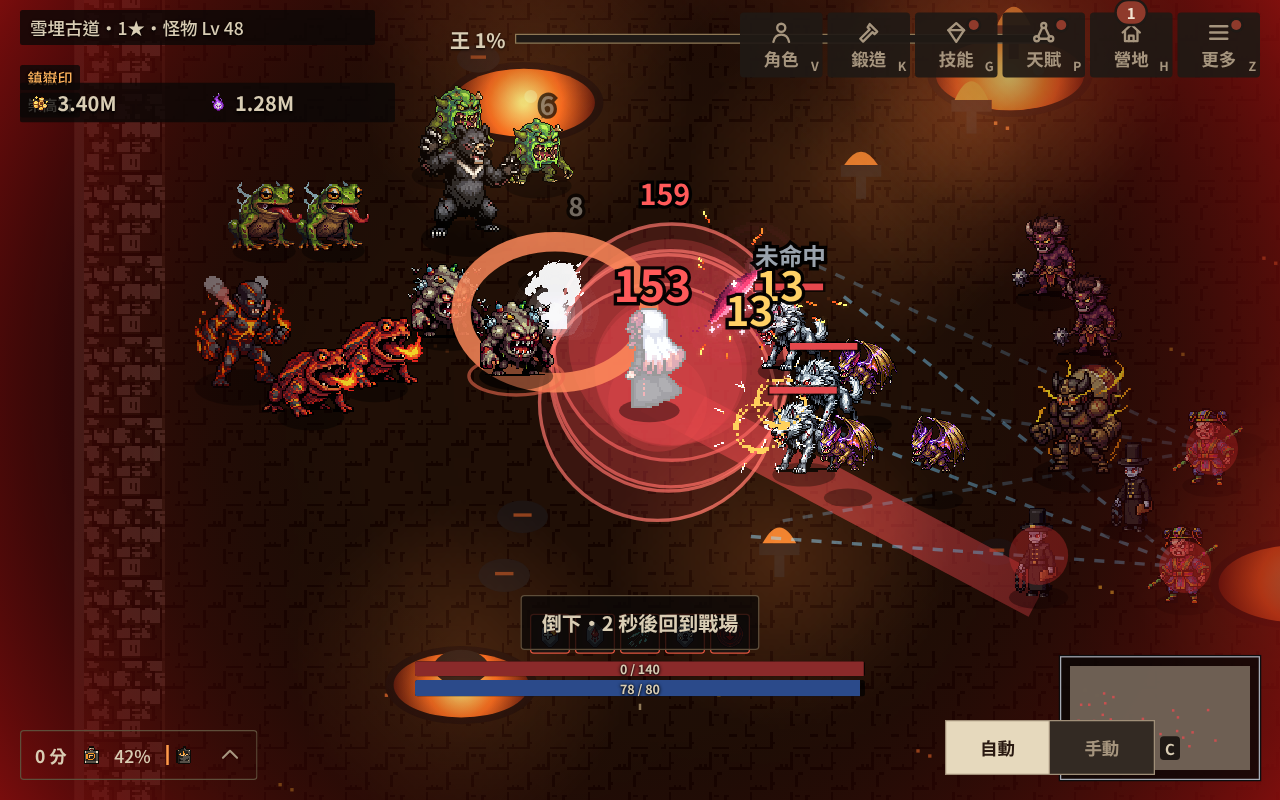 雪埋古道・1★・怪物 Lv 48
王 1%
角色 V
鍛造 K
技能 G
天賦 P
1
營地 H
更多 Z
鎮嶽印
3.40M
1.28M
6
8
159
153
未命中
13
13
倒下・2 秒後回到戰場
0 / 140
78 / 80
0 分
42%
自動
手動
C